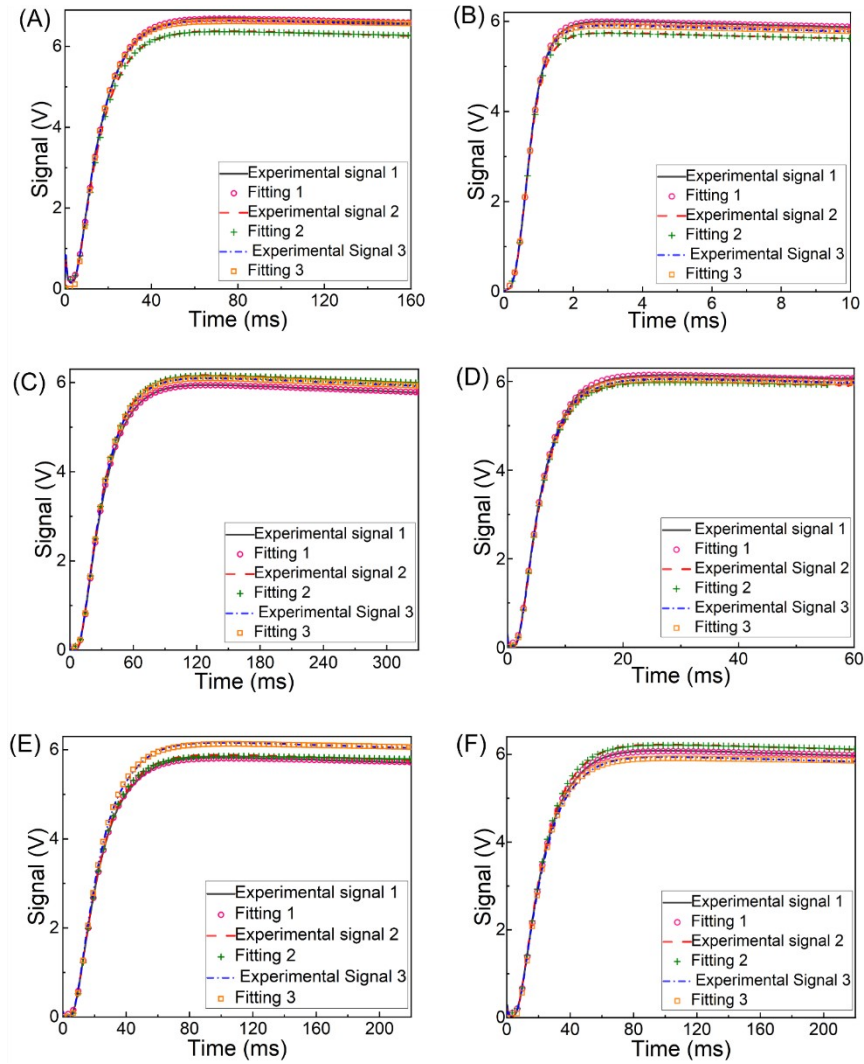 (A)
Signal (V)
6
4
2
0
Experimental signal 1
Fitting 1
Experimental signal 2
Fitting 2
Experimental Signal 3
Fitting 3
0 40 80 120 160
Time (ms)
(B)
Signal (V)
6
4
2
0
Experimental signal 1
Fitting 1
Experimental signal 2
Fitting 2
Experimental Signal 3
Fitting 3
0 2 4 6 8 10
Time (ms)
(C)
Signal (V)
6
4
2
0
Experimental signal 1
Fitting 1
Experimental signal 2
Fitting 2
Experimental Signal 3
Fitting 3
0 60 120 180 240 300
Time (ms)
(D)
Signal (V)
6
4
2
0
Experimental signal 1
Fitting 1
Experimental Signal 2
Fitting 2
Experimental Signal 3
Fitting 3
0 20 40 60
Time (ms)
(E)
Signal (V)
6
4
2
0
Experimental signal 1
Fitting 1
Experimental signal 2
Fitting 2
Experimental Signal 3
Fitting 3
0 40 80 120 160 200
Time (ms)
(F)
Signal (V)
6
4
2
0
Experimental signal 1
Fitting 1
Experimental signal 2
Fitting 2
Experimental Signal 3
Fitting 3
0 40 80 120 160 200
Time (ms)